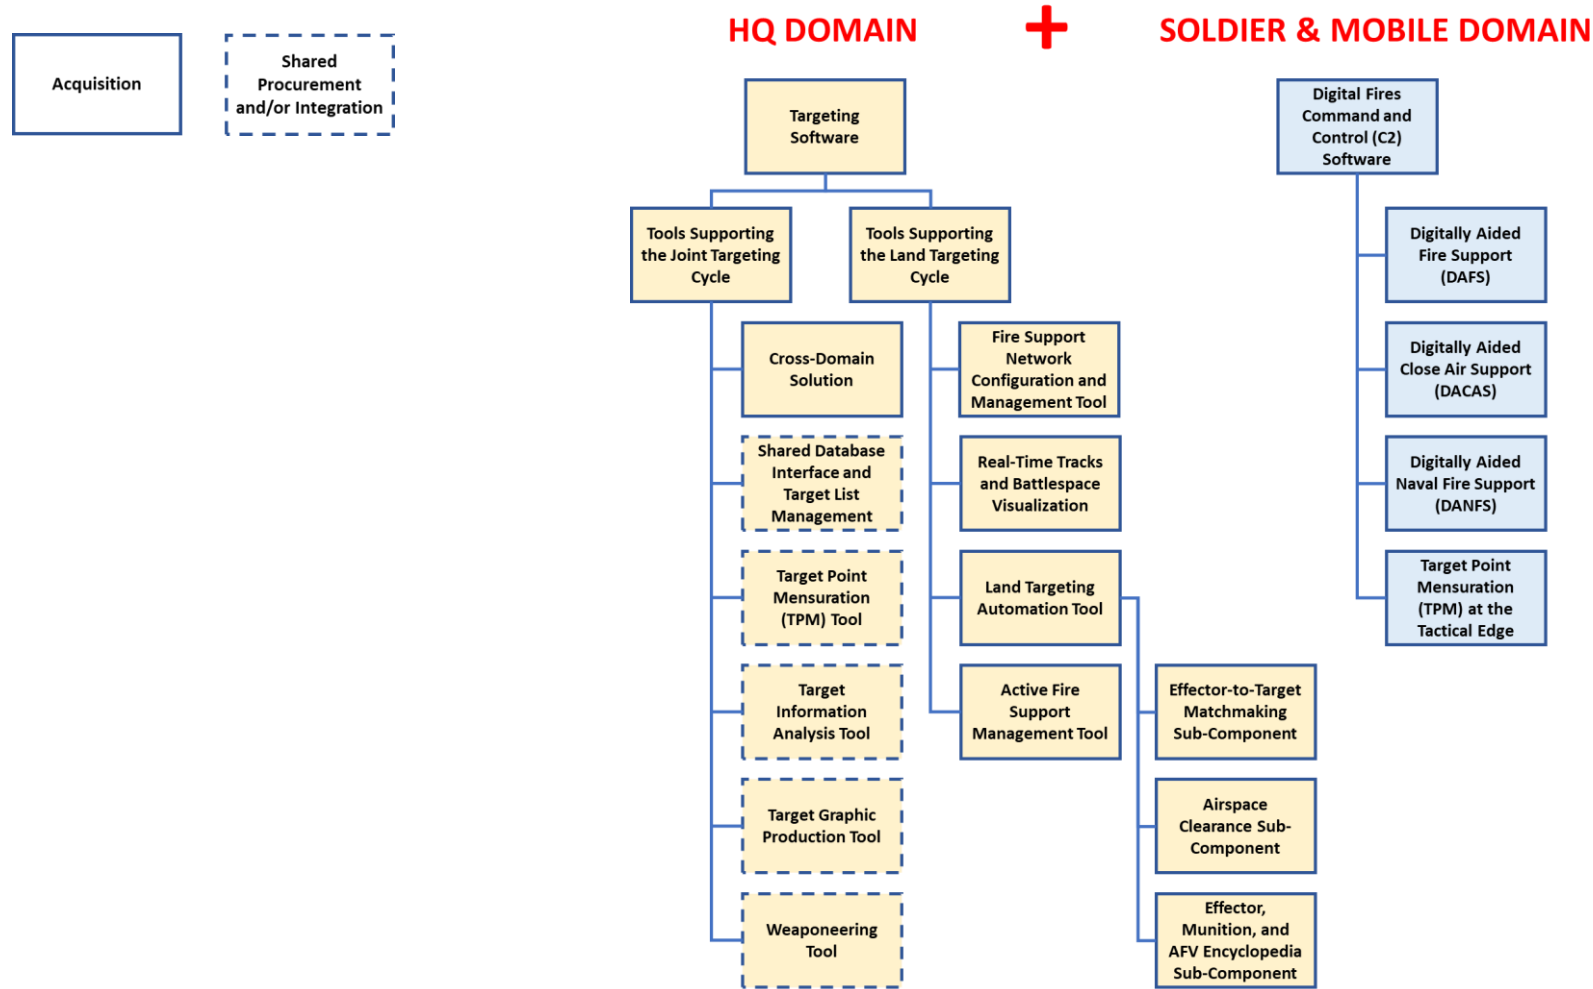 HQ DOMAIN
+
SOLDIER & MOBILE DOMAIN
Acquisition
Shared
Procurement
and/or Integration
Targeting
Software
Tools Supporting
the Joint Targeting
Cycle
Tools Supporting
the Land Targeting
Cycle
Cross-Domain
Solution
Shared Database
Interface and
Target List
Management
Target Point
Mensuration
(TPM) Tool
Target
Information
Analysis Tool
Target Graphic
Production Tool
Weaponeering
Tool
Fire Support
Network
Configuration and
Management Tool
Real-Time Tracks
and Battlespace
Visualization
Land Targeting
Automation Tool
Active Fire
Support
Management Tool
Effector-to-Target
Matchmaking
Sub-Component
Airspace
Clearance Sub-
Component
Effector,
Munition, and
AFV Encyclopedia
Sub-Component
Digital Fires
Command and
Control (C2)
Software
Digitally Aided
Fire Support
(DAFS)
Digitally Aided
Close Air Support
(DACAS)
Digitally Aided
Naval Fire Support
(DANFS)
Target Point
Mensuration
(TPM) at the
Tactical Edge